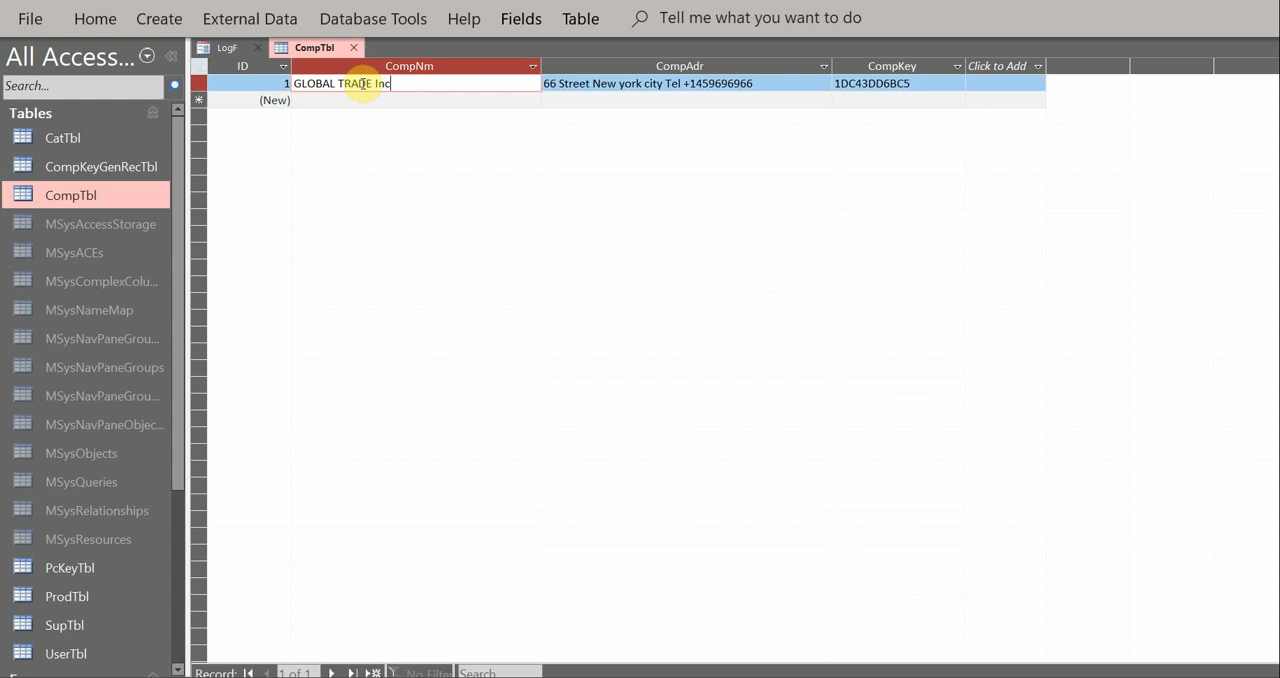 File Home Create External Data Database Tools Help Fields Table Tell me what you want to do
All Access...
Search...
Tables
CatTbl
CompKeyGenRecTbl
CompTbl
MSysAccessStorage
MSysACEs
MSysComplexColu...
MSysNameMap
MSysNavPaneGrou...
MSysNavPaneGroups
MSysNavPaneGrou...
MSysNavPaneObjec...
MSysObjects
MSysQueries
MSysRelationships
MSysResources
PcKeyTbl
ProdTbl
SupTbl
UserTbl
LogF CompTbl
ID CompNm CompAdr CompKey Click to Add
1 GLOBAL TRADE Inc 66 Street New york city Tel +1459696966 1DC43DD6BC5
(New)
Record: 1 of 1 No Filter Search